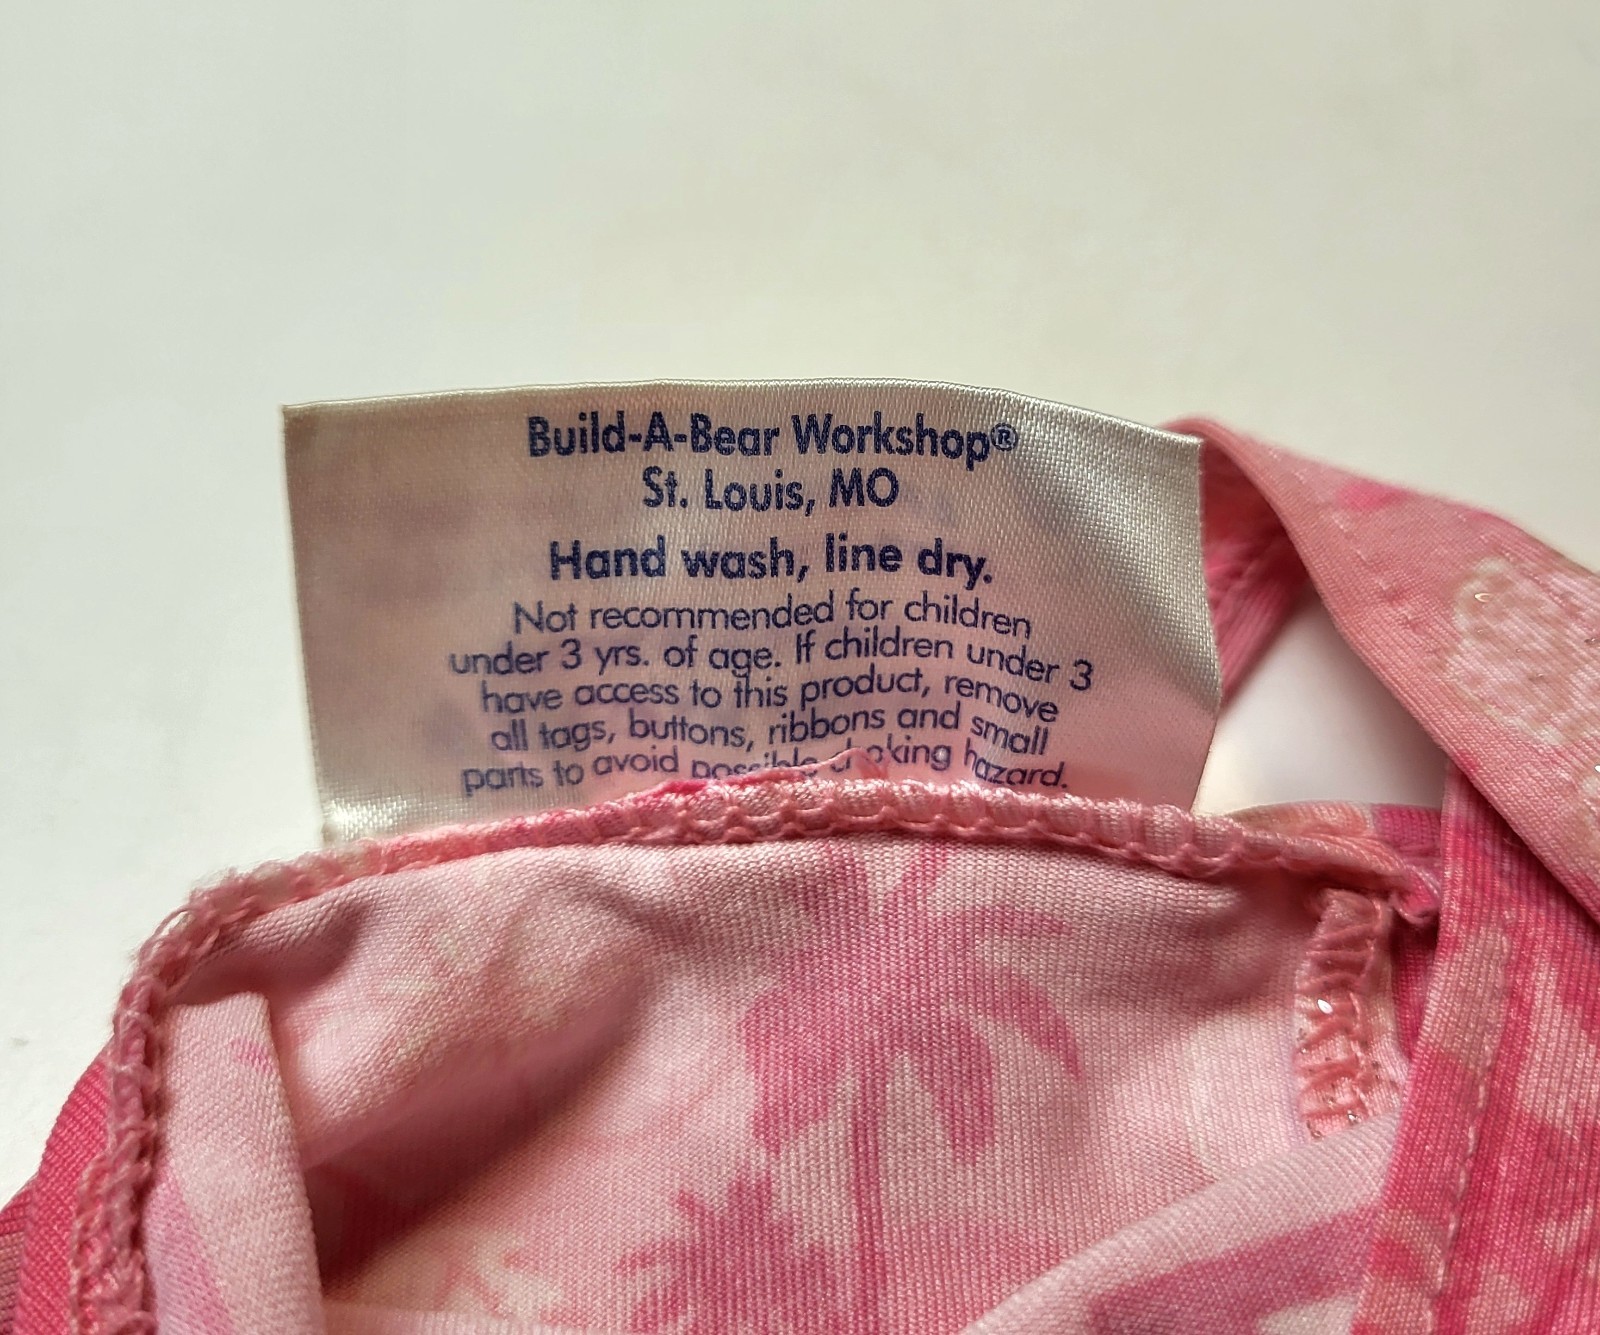 Build-A-Bear Workshop®
St. Louis, MO
Hand wash, line dry.
Not recommended for children
under 3 yrs. of age. If children under 3
have access to this product, remove
all tags, buttons, ribbons and small
parts to avoid possible choking hazard.